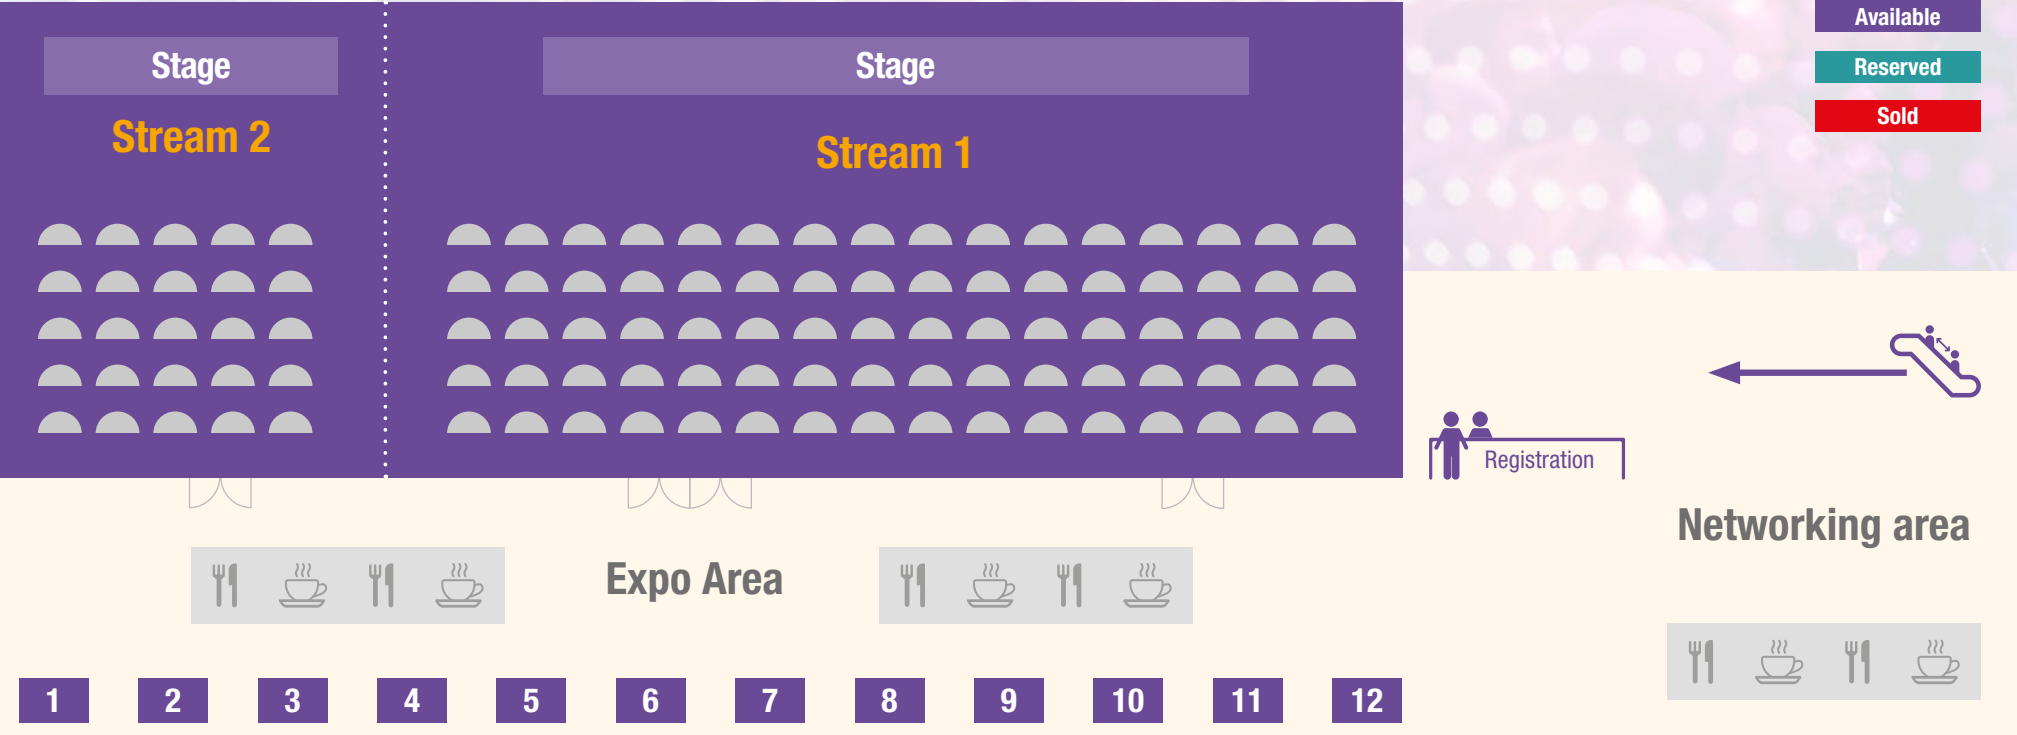 Available
Reserved
Sold
Stage
Stage
Stream 2
Stream 1
Registration
Networking area
Expo Area
1
2
3
4
5
6
7
8
9
10
11
12